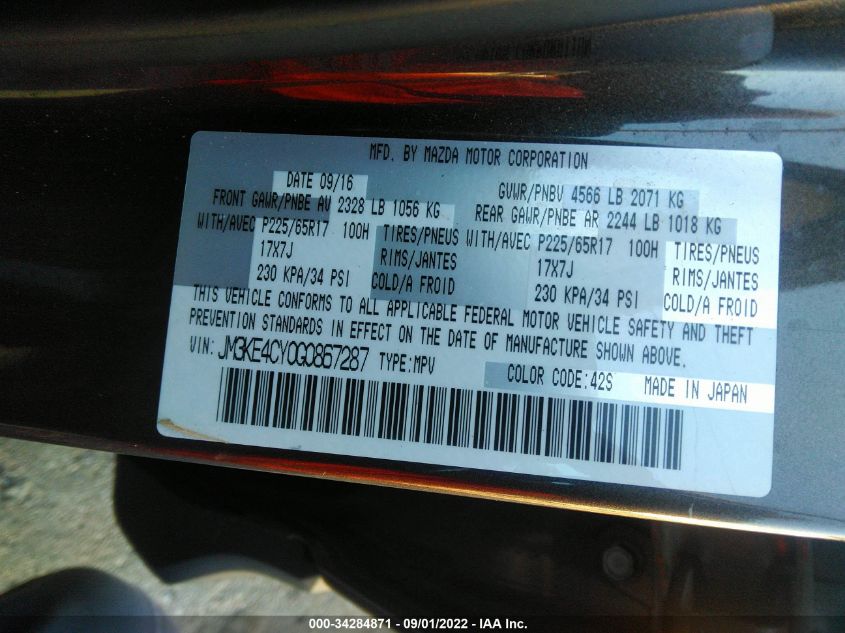 MFD. BY MAZDA MOTOR CORPORATION
DATE 09/16 GVWR/PNBV 4566 LB 2071 KG
FRONT GAWR/PNBE AV 2328 LB 1056 KG REAR GAWR/PNBE AR 2244 LB 1018 KG
WITH/AVEC P225/65R17 100H TIRES/PNEUS WITH/AVEC P225/65R17 100H TIRES/PNEUS
17X7J RIMS/JANTES 17X7J RIMS/JANTES
230 KPA/34 PSI COLD/A FROID 230 KPA/34 PSI COLD/A FROID
THIS VEHICLE CONFORMS TO ALL APPLICABLE FEDERAL MOTOR VEHICLE SAFETY AND THEFT
PREVENTION STANDARDS IN EFFECT ON THE DATE OF MANUFACTURE SHOWN ABOVE.
VIN: JM3KE4CY0G0867287 TYPE:MPV COLOR CODE:42S MADE IN JAPAN
000-34284871 - 09/01/2022 - IAA Inc.